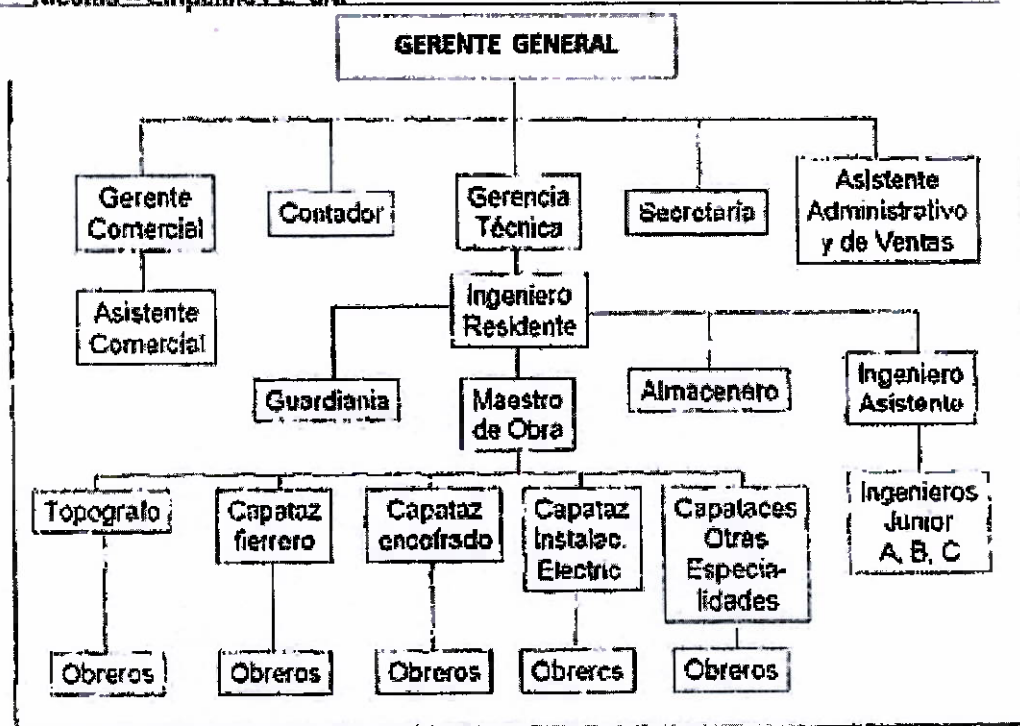 GERENTE GENERAL
Gerente
Comercial
Contador
Gerencia
Técnica
Secretaria
Asistente
Administrativo
y de Ventas
Asistente
Comercial
Ingeniero
Residente
Guardiania
Maestro
de Obra
Almacenero
Ingeniero
Asistente
Topografo
Capataz
fierrero
Capataz
encofrado
Capataz
Instalac.
Electric
Capataces
Otras
Especia-
lidades
Ingenieros
Junior
A, B, C
Obreros
Obreros
Obreros
Obreros
Obreros